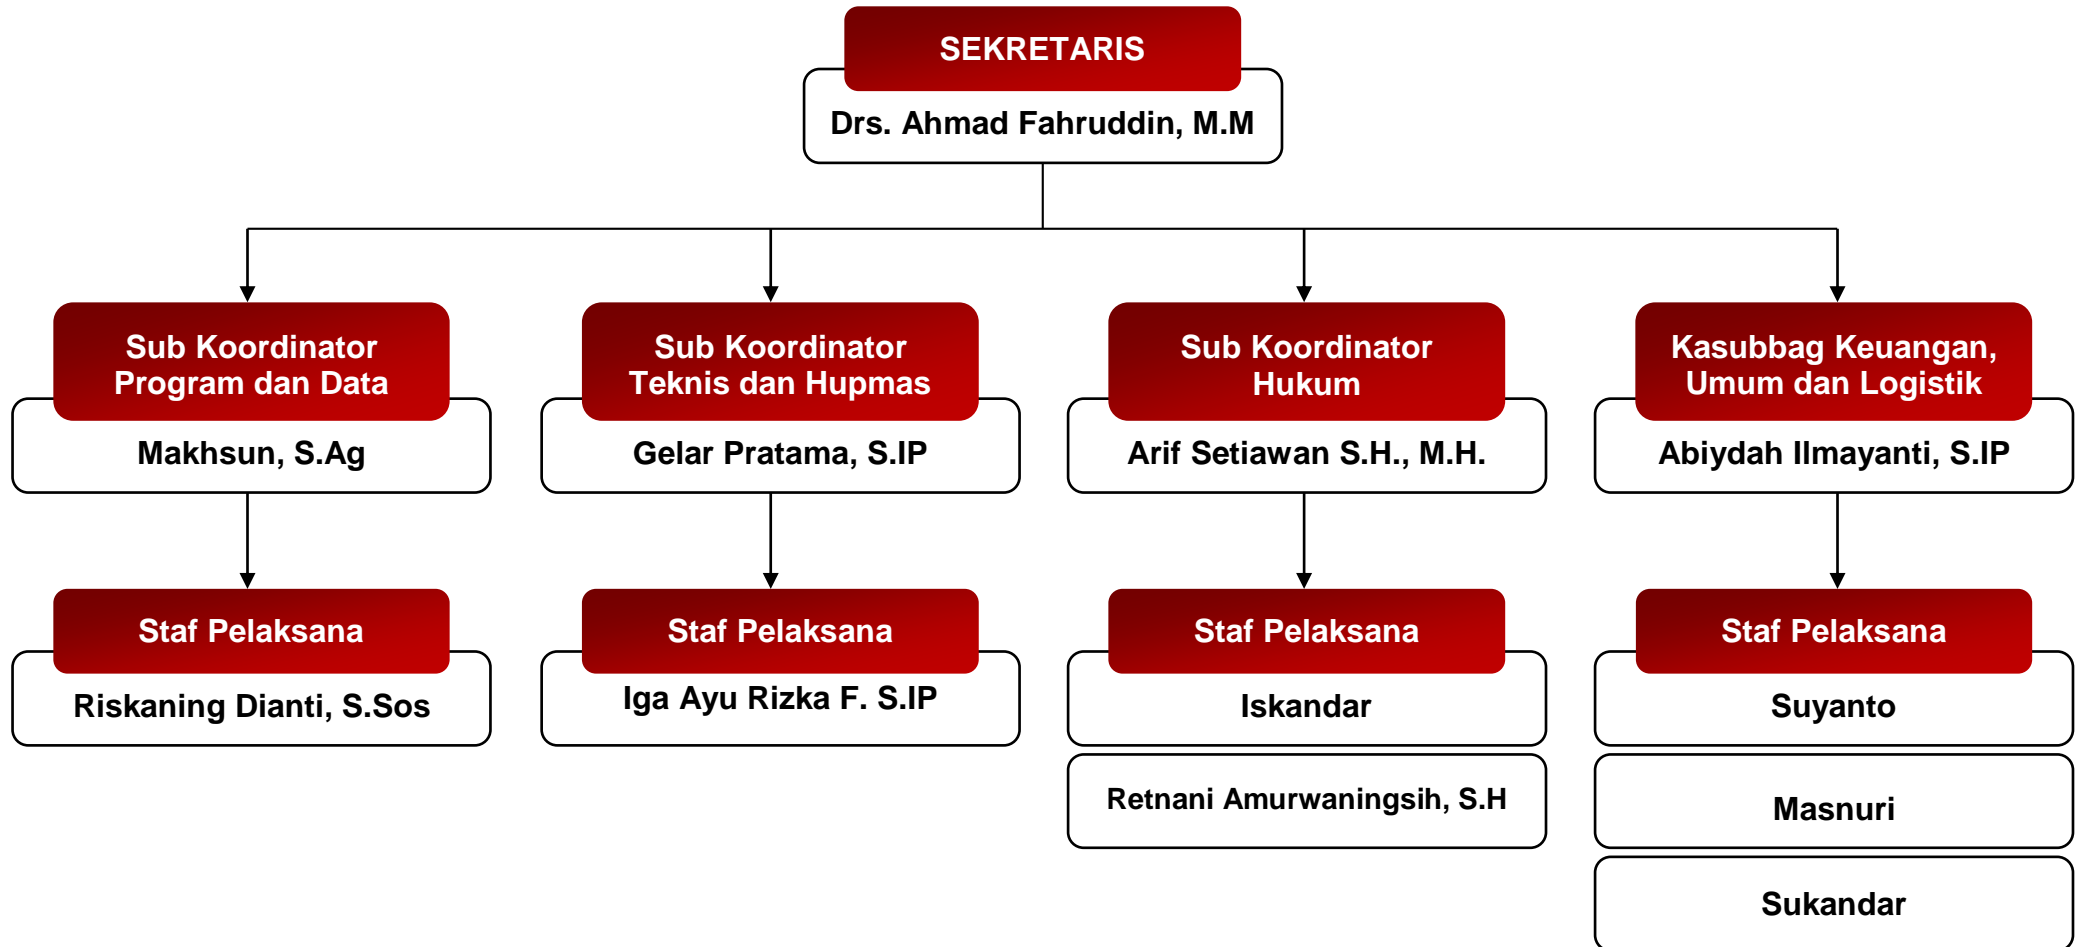 SEKRETARIS
Drs. Ahmad Fahruddin, M.M
Sub Koordinator
Program dan Data
Makhsun, S.Ag
Sub Koordinator
Teknis dan Hupmas
Gelar Pratama, S.IP
Sub Koordinator
Hukum
Arif Setiawan S.H., M.H.
Kasubbag Keuangan,
Umum dan Logistik
Abiydah Ilmayanti, S.IP
Staf Pelaksana
Riskaning Dianti, S.Sos
Staf Pelaksana
Iga Ayu Rizka F. S.IP
Staf Pelaksana
Iskandar
Retnani Amurwaningsih, S.H
Staf Pelaksana
Suyanto
Masnuri
Sukandar